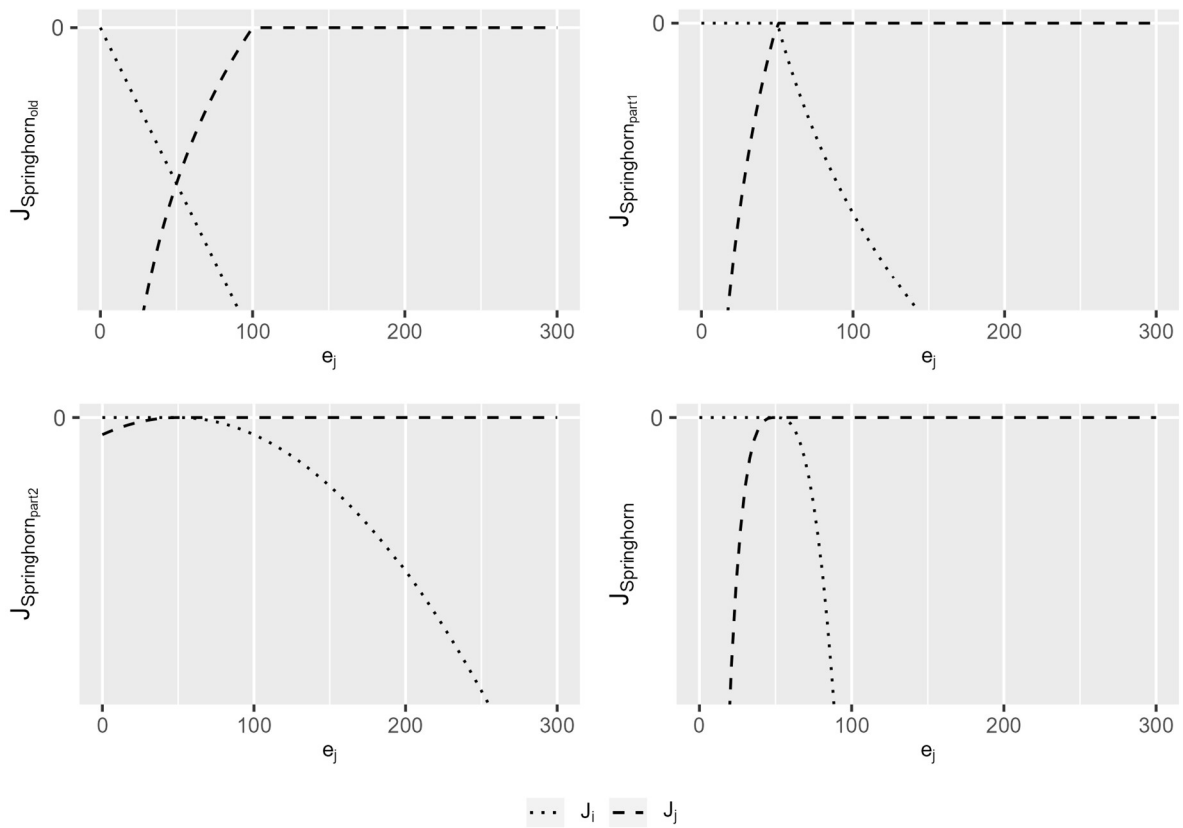 0
J_Springhorn_old
0 100 200 300
e_j
0
J_Springhorn_part1
0 100 200 300
e_j
0
J_Springhorn_part2
0 100 200 300
e_j
0
J_Springhorn
0 100 200 300
e_j
J_i J_j